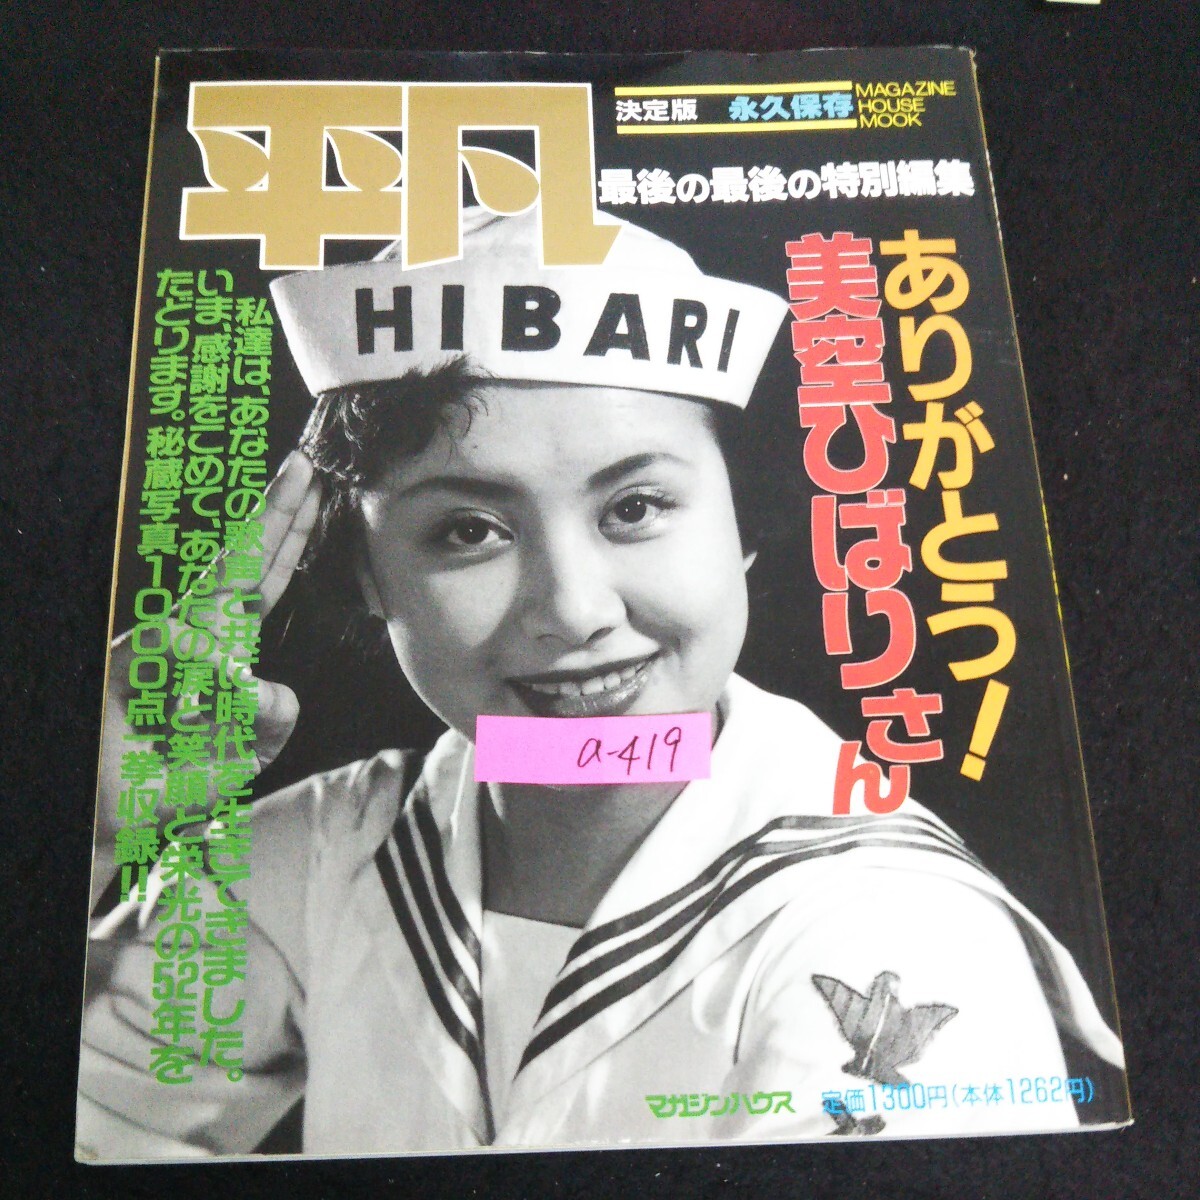 平凡
決定版 永久保存
MAGAZINE
HOUSE
MOOK
最後の最後の特別編集
ありがとう!
美空ひばりさん
HIBARI
私達は、あなたの歌声と共に時代を生きてきました。
いま、感謝をこめて、あなたの涙と笑顔と栄光の52年を
たどります。秘蔵写真1000点一挙収録!!
a-419
マガジンハウス 定価1300円(本体1262円)